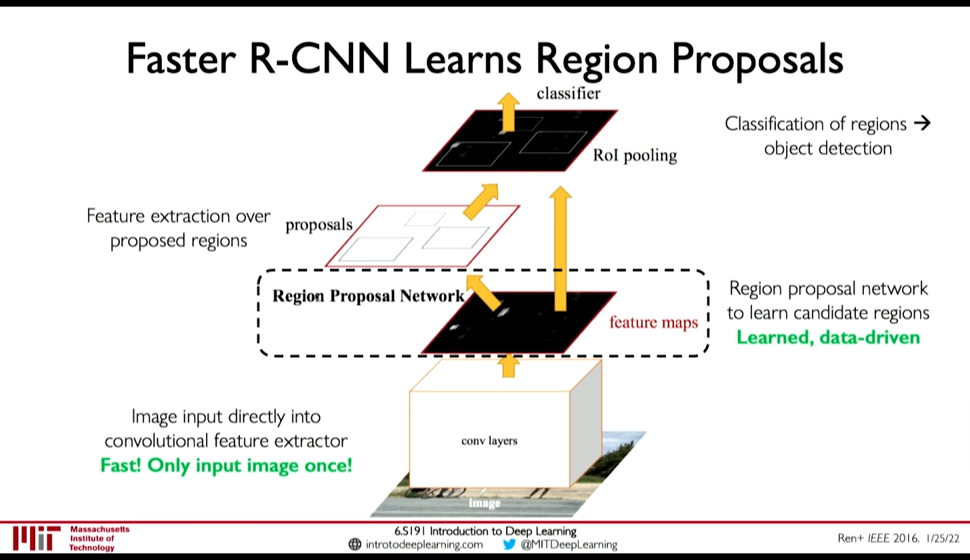 Faster R-CNN Learns Region Proposals
classifier
Classification of regions →
object detection
RoI pooling
Feature extraction over
proposed regions
proposals
Region Proposal Network
feature maps
Region proposal network
to learn candidate regions
Learned, data-driven
Image input directly into
convolutional feature extractor
Fast! Only input image once!
conv layers
image
Massachusetts
Institute of
Technology
6.S191 Introduction to Deep Learning
introtodeeplearning.com @MITDeepLearning
Ren+ IEEE 2016. 1/25/22